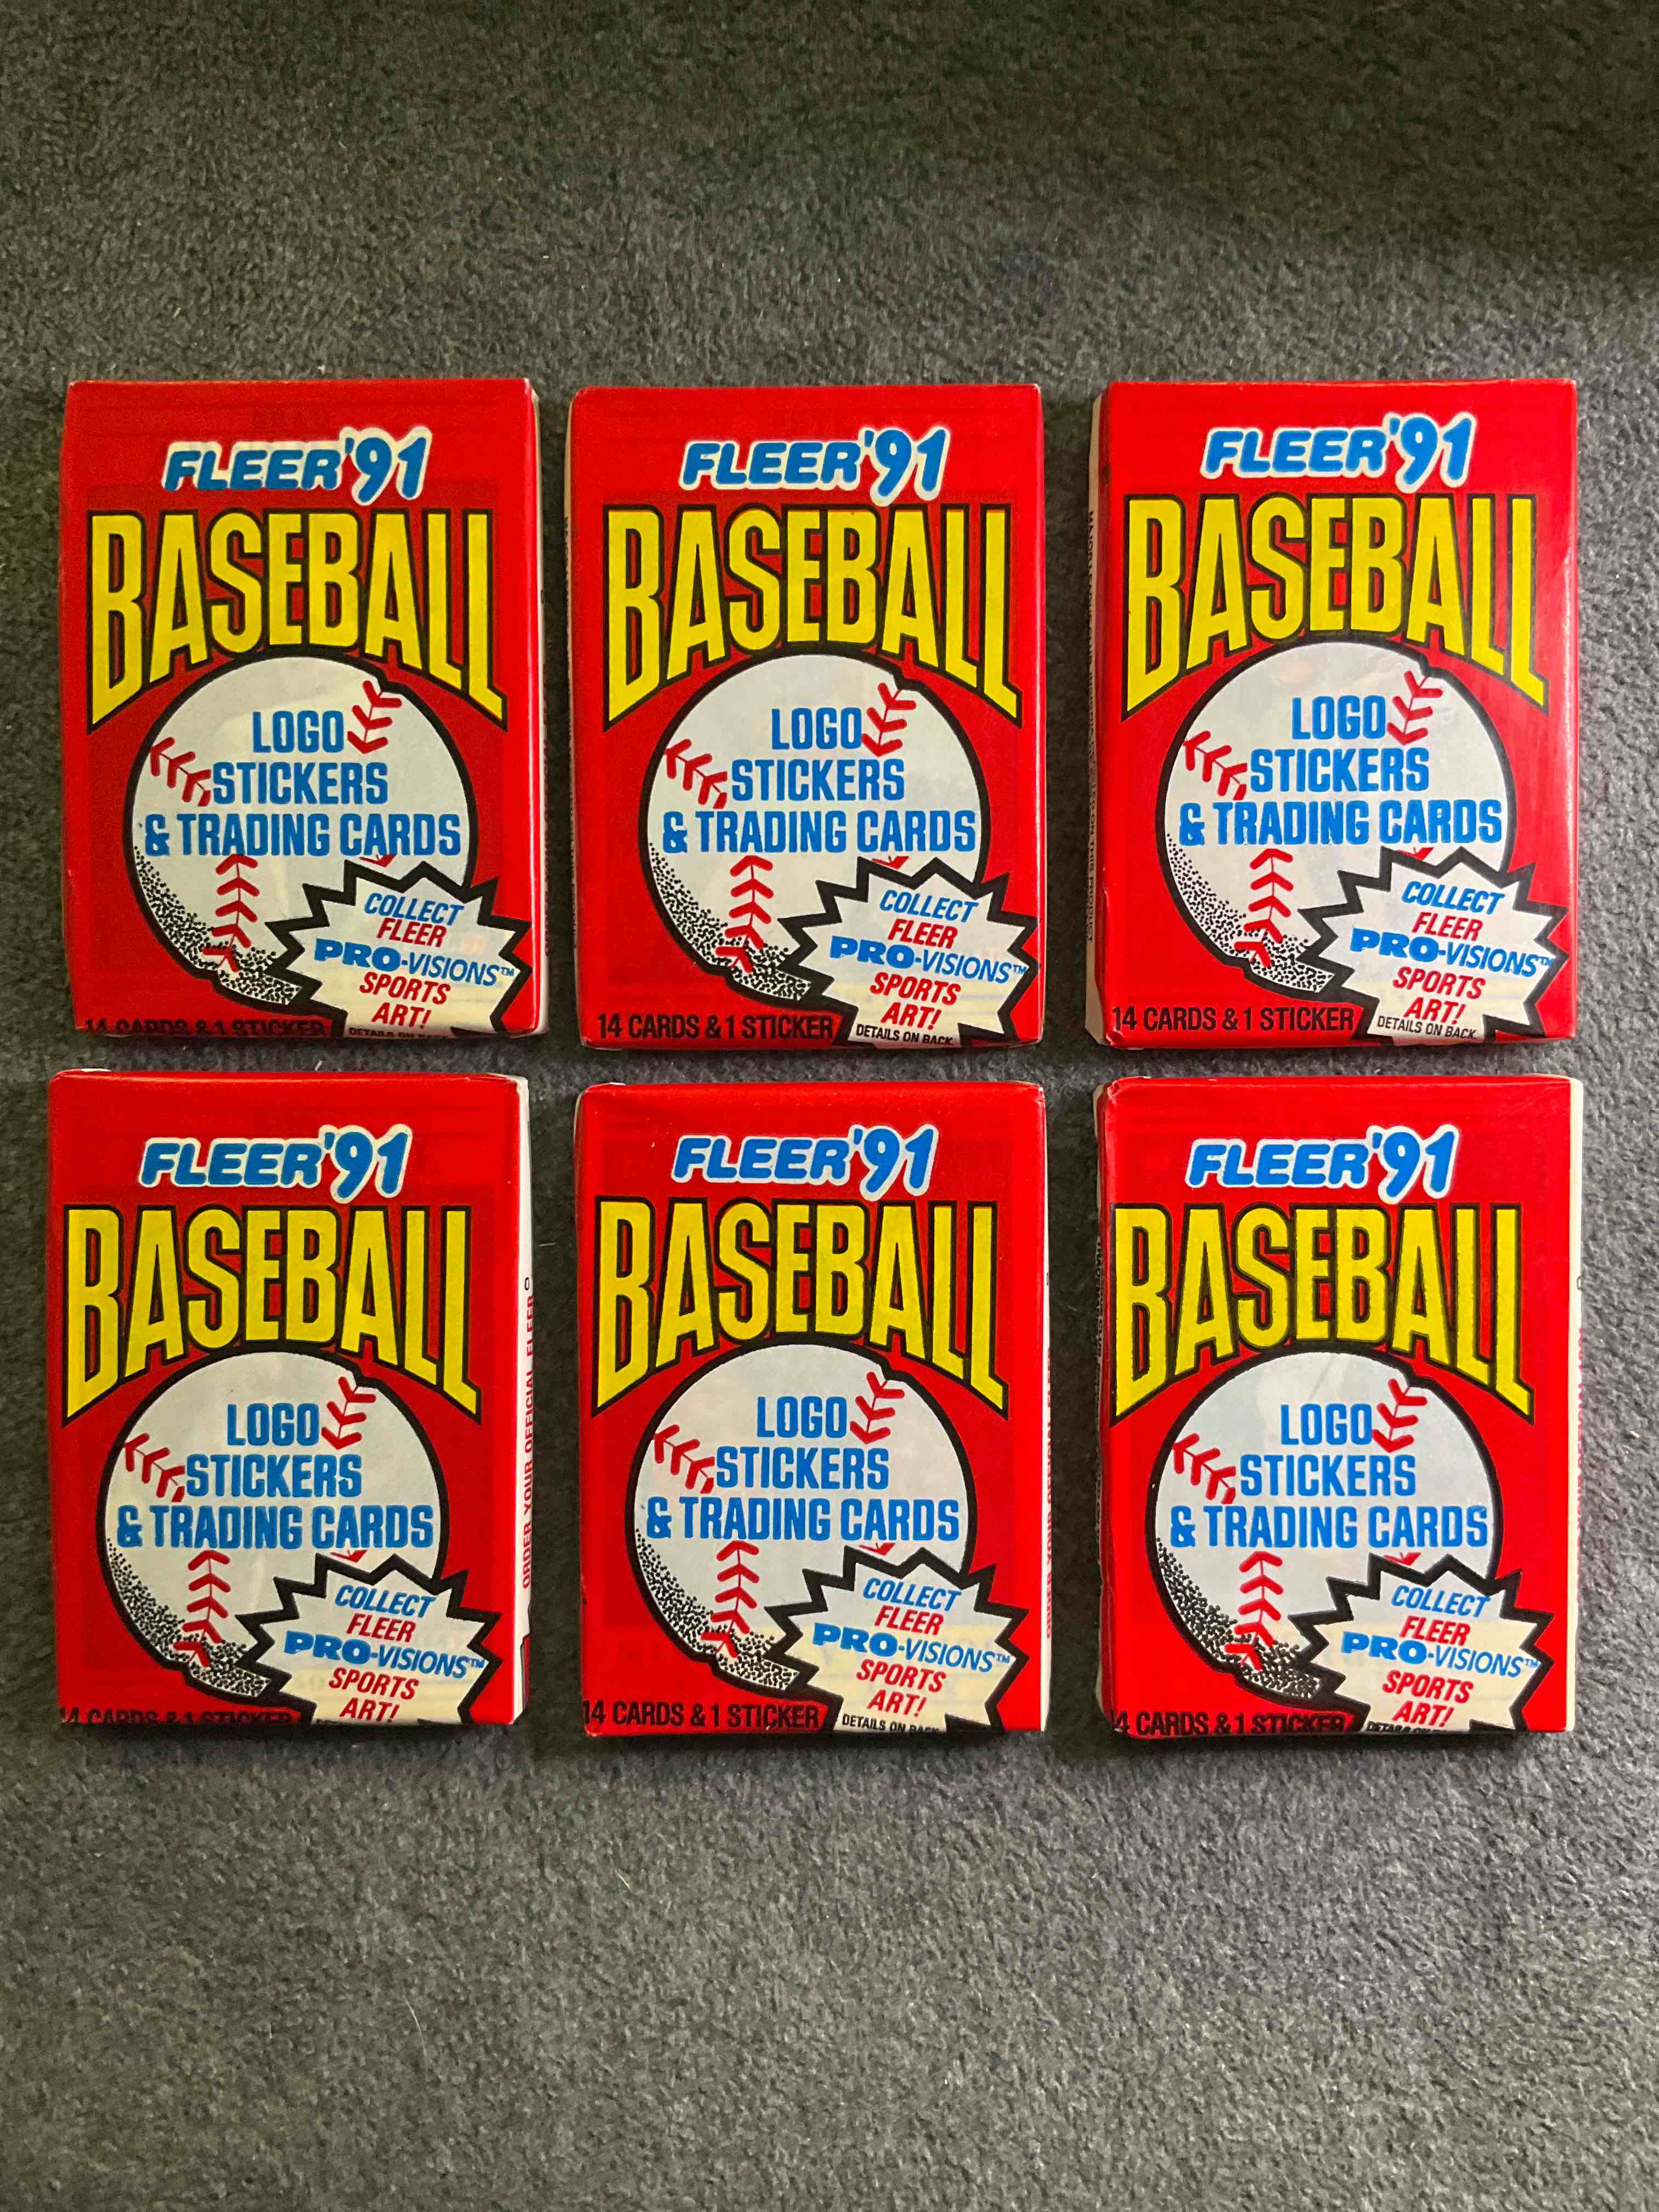 FLEER '91
BASEBALL
LOGO
STICKERS
& TRADING CARDS
COLLECT
FLEER
PRO-VISIONS™
SPORTS
ART!
14 CARDS & 1 STICKER
DETAILS ON BACK
FLEER '91
BASEBALL
LOGO
STICKERS
& TRADING CARDS
COLLECT
FLEER
PRO-VISIONS™
SPORTS
ART!
14 CARDS & 1 STICKER
DETAILS ON BACK
FLEER '91
BASEBALL
LOGO
STICKERS
& TRADING CARDS
COLLECT
FLEER
PRO-VISIONS™
SPORTS
ART!
14 CARDS & 1 STICKER
DETAILS ON BACK.
FLEER '91
BASEBALL
LOGO
STICKERS
& TRADING CARDS
COLLECT
FLEER
PRO-VISIONS™
SPORTS
ART!
14 CARDS & 1 STICKER
ORDER YOUR OFFICIAL FLEER
FLEER '91
BASEBALL
LOGO
STICKERS
& TRADING CARDS
COLLECT
FLEER
PRO-VISIONS™
SPORTS
ART!
14 CARDS & 1 STICKER
DETAILS ON BACK
FLEER '91
BASEBALL
LOGO
STICKERS
& TRADING CARDS
COLLECT
FLEER
PRO-VISIONS™
SPORTS
ART!
4 CARDS & 1 STICKER